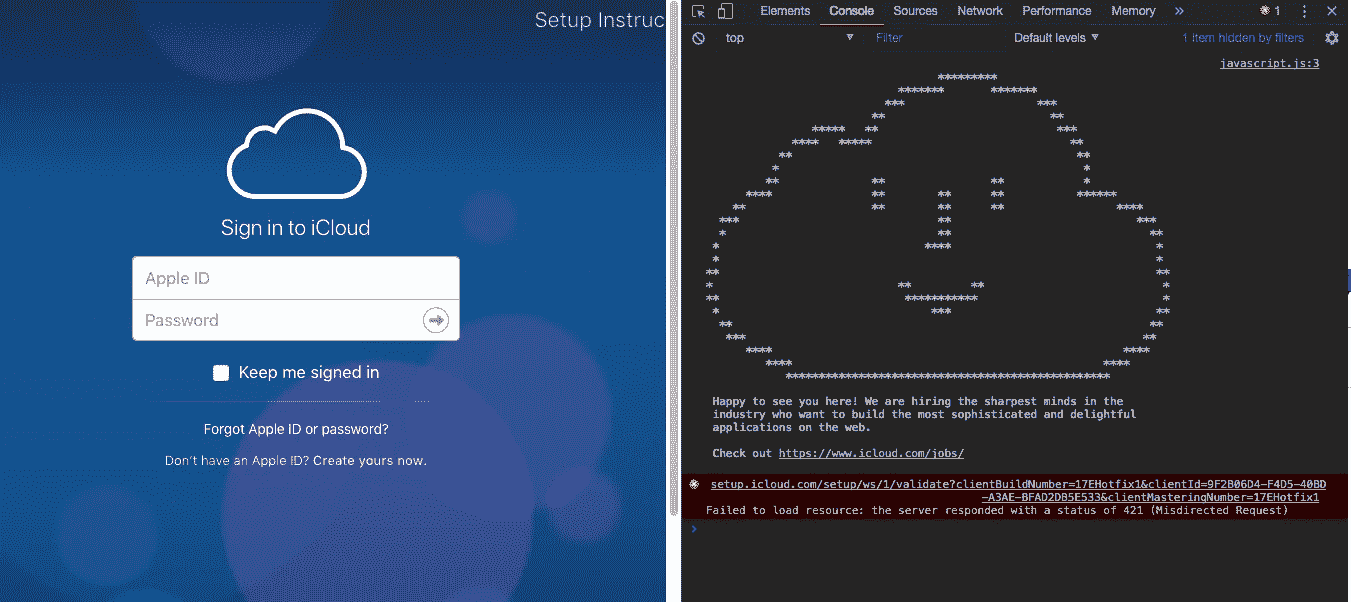 Setup Instruc
Sign in to iCloud
Apple ID
Password
Keep me signed in
Forgot Apple ID or password?
Don't have an Apple ID? Create yours now.
Elements Console Sources Network Performance Memory » 1
top Filter Default levels 1 item hidden by filters
javascript.js:3
*********
******* *******
*** ***
** **
***** ** ***
**** ***** **
** **
* *
** ** ** *
**** ** ** ** ******
** ** ** ** ****
*** ** ***
* ** **
* **** *
* *
** **
* ** ** *
** *********** *
* *** **
** **
*** **
**** ****
**** ****
*************************************************
Happy to see you here! We are hiring the sharpest minds in the
industry who want to build the most sophisticated and delightful
applications on the web.
Check out https://www.icloud.com/jobs/
setup.icloud.com/setup/ws/1/validate?clientBuildNumber=17EHotfix1&clientId=9F2B06D4-F4D5-40BD
-A3AE-BFAD2DB5E533&clientMasteringNumber=17EHotfix1
Failed to load resource: the server responded with a status of 421 (Misdirected Request)